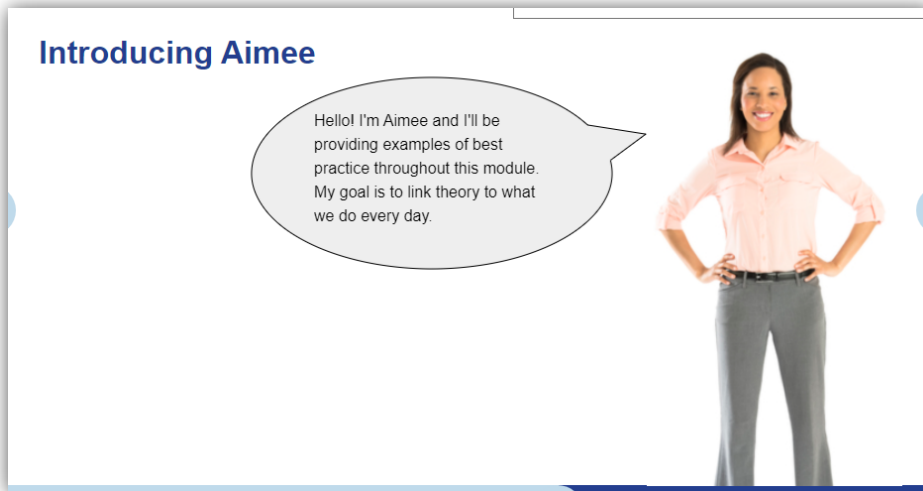 Introducing Aimee
Hello! I'm Aimee and I'll be
providing examples of best
practice throughout this module.
My goal is to link theory to what
we do every day.